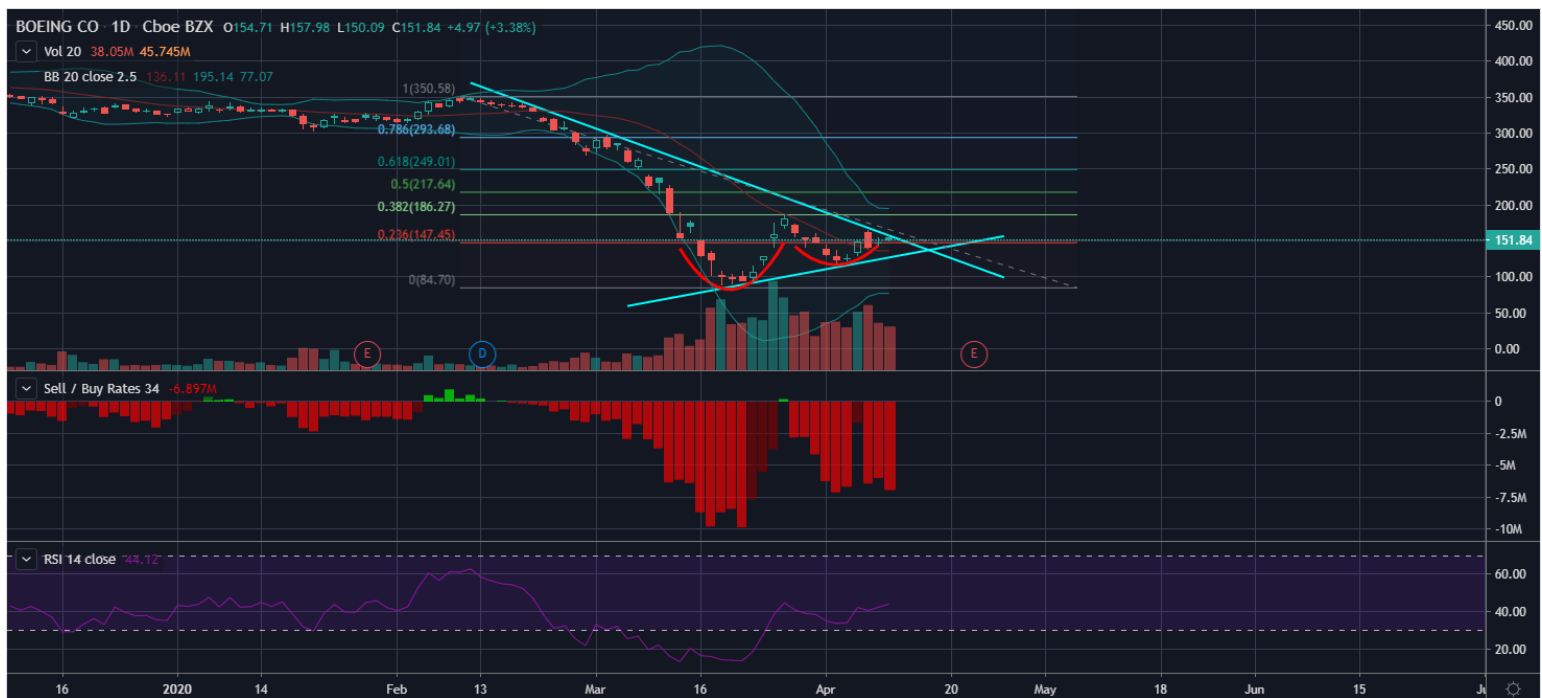 BOEING CO · 1D · Cboe BZX O154.71 H157.98 L150.09 C151.84 +4.97 (+3.38%)
Vol 20 38.05M 45.745M
BB 20 close 2.5 136.11 195.14 77.07
1(350.58)
0.786(293.68)
0.618(249.01)
0.5(217.64)
0.382(186.27)
0.236(147.45)
0(84.70)
450.00
400.00
350.00
300.00
250.00
200.00
151.84
100.00
50.00
0.00
E
D
E
Sell / Buy Rates 34 -6.897M
0
-2.5M
-5M
-7.5M
-10M
RSI 14 close 44.12
60.00
40.00
20.00
16 2020 14 Feb 13 Mar 16 Apr 20 May 18 Jun 15